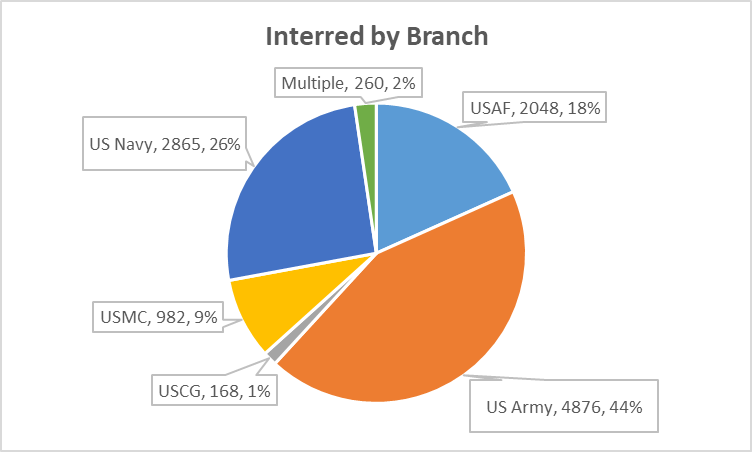 Interred by Branch
Multiple, 260, 2%
USAF, 2048, 18%
US Navy, 2865, 26%
USMC, 982, 9%
USCG, 168, 1%
US Army, 4876, 44%